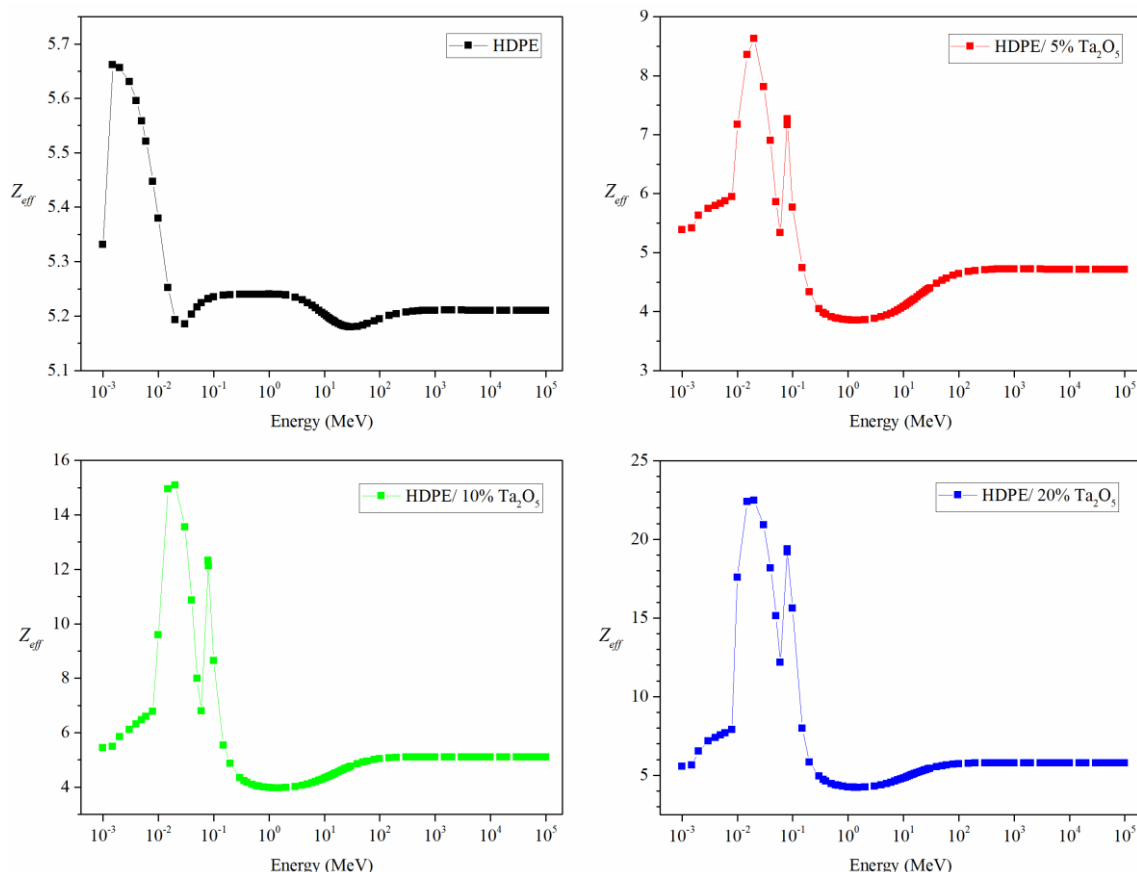 HDPE
5.7
5.6
5.5
5.4
5.3
5.2
5.1
Z_eff
10^-3 10^-2 10^-1 10^0 10^1 10^2 10^3 10^4 10^5
Energy (MeV)
HDPE/ 5% Ta₂O₅
9
8
7
6
5
4
3
Z_eff
10^-3 10^-2 10^-1 10^0 10^1 10^2 10^3 10^4 10^5
Energy (MeV)
HDPE/ 10% Ta₂O₅
16
14
12
10
8
6
4
Z_eff
10^-3 10^-2 10^-1 10^0 10^1 10^2 10^3 10^4 10^5
Energy (MeV)
HDPE/ 20% Ta₂O₅
25
20
15
10
5
Z_eff
10^-3 10^-2 10^-1 10^0 10^1 10^2 10^3 10^4 10^5
Energy (MeV)